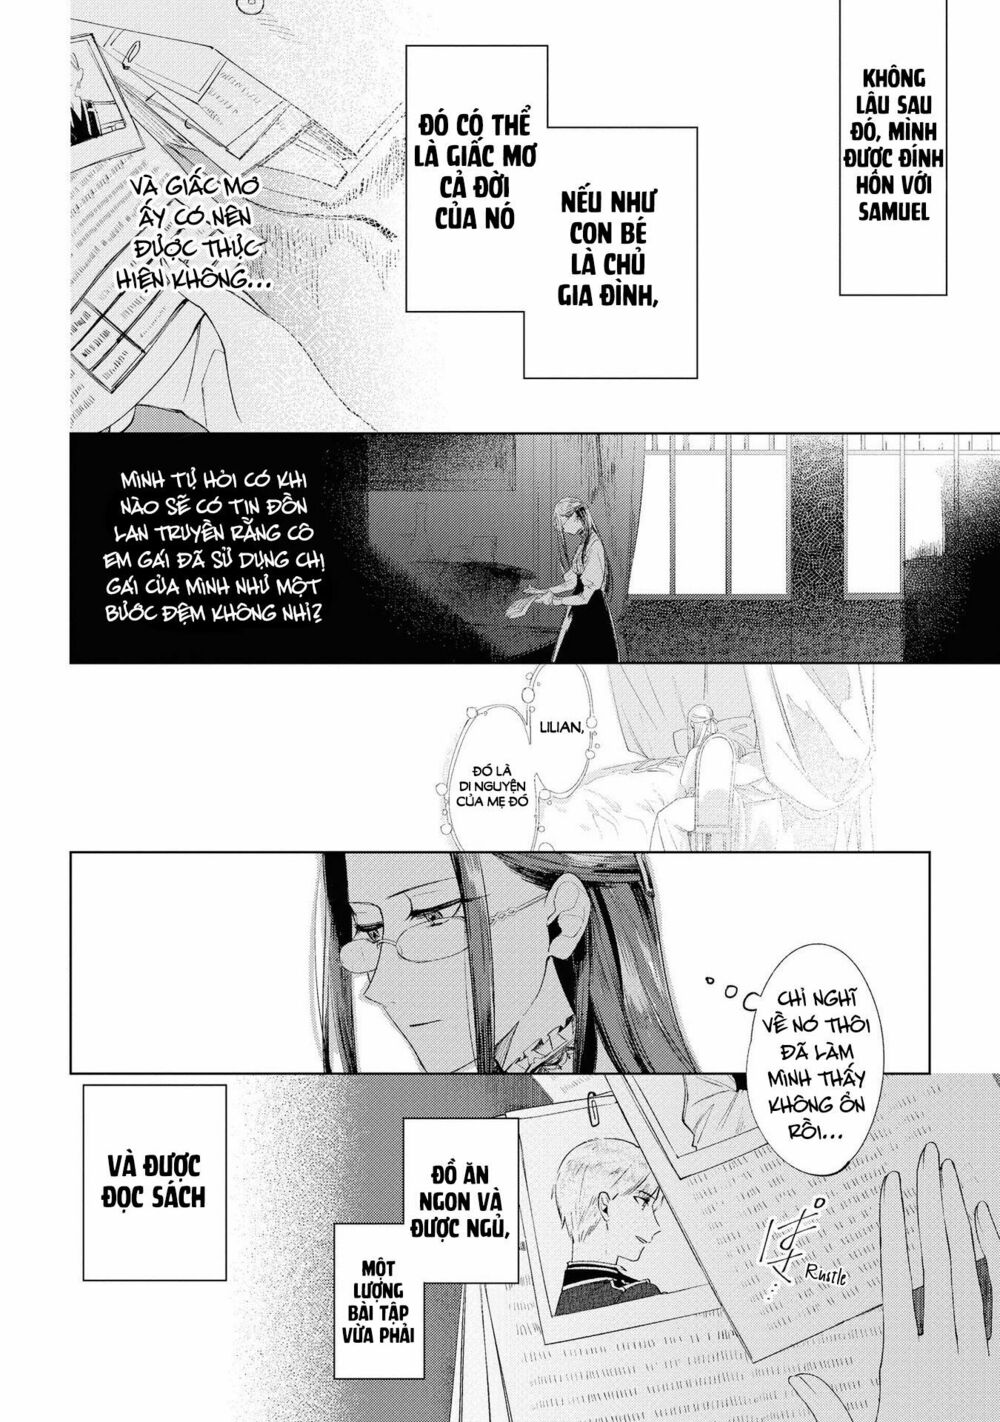 KHÔNG
LÂU SAU
ĐÓ, MÌNH
ĐƯỢC ĐÍNH
HÔN VỚI
SAMUEL
NẾU NHƯ
CON BÉ
LÀ CHỦ
GIA ĐÌNH,
ĐÓ CÓ THỂ
LÀ GIẤC MƠ
CẢ ĐỜI
CỦA NÓ
VÀ GIẤC MƠ
ẤY CÓ NÊN
ĐƯỢC THỰC
HIỆN KHÔNG...
MÌNH TỰ HỎI CÓ KHI
NÀO SẼ CÓ TIN ĐỒN
LAN TRUYỀN RẰNG CÔ
EM GÁI ĐÃ SỬ DỤNG CHỊ
GÁI CỦA MÌNH NHƯ MỘT
BƯỚC ĐỆM KHÔNG NHỈ?
LILIAN,
ĐÓ LÀ
DI NGUYỆN
CỦA MẸ ĐÓ
CHỈ NGHĨ
VỀ NÓ THÔI
ĐÃ LÀM
MÌNH THẤY
KHÔNG ỔN
RỒI...
ぱさ...
Rustle
ĐỒ ĂN
NGON VÀ
ĐƯỢC NGỦ,
MỘT
LƯỢNG
BÀI TẬP
VỪA PHẢI
VÀ ĐƯỢC
ĐỌC SÁCH